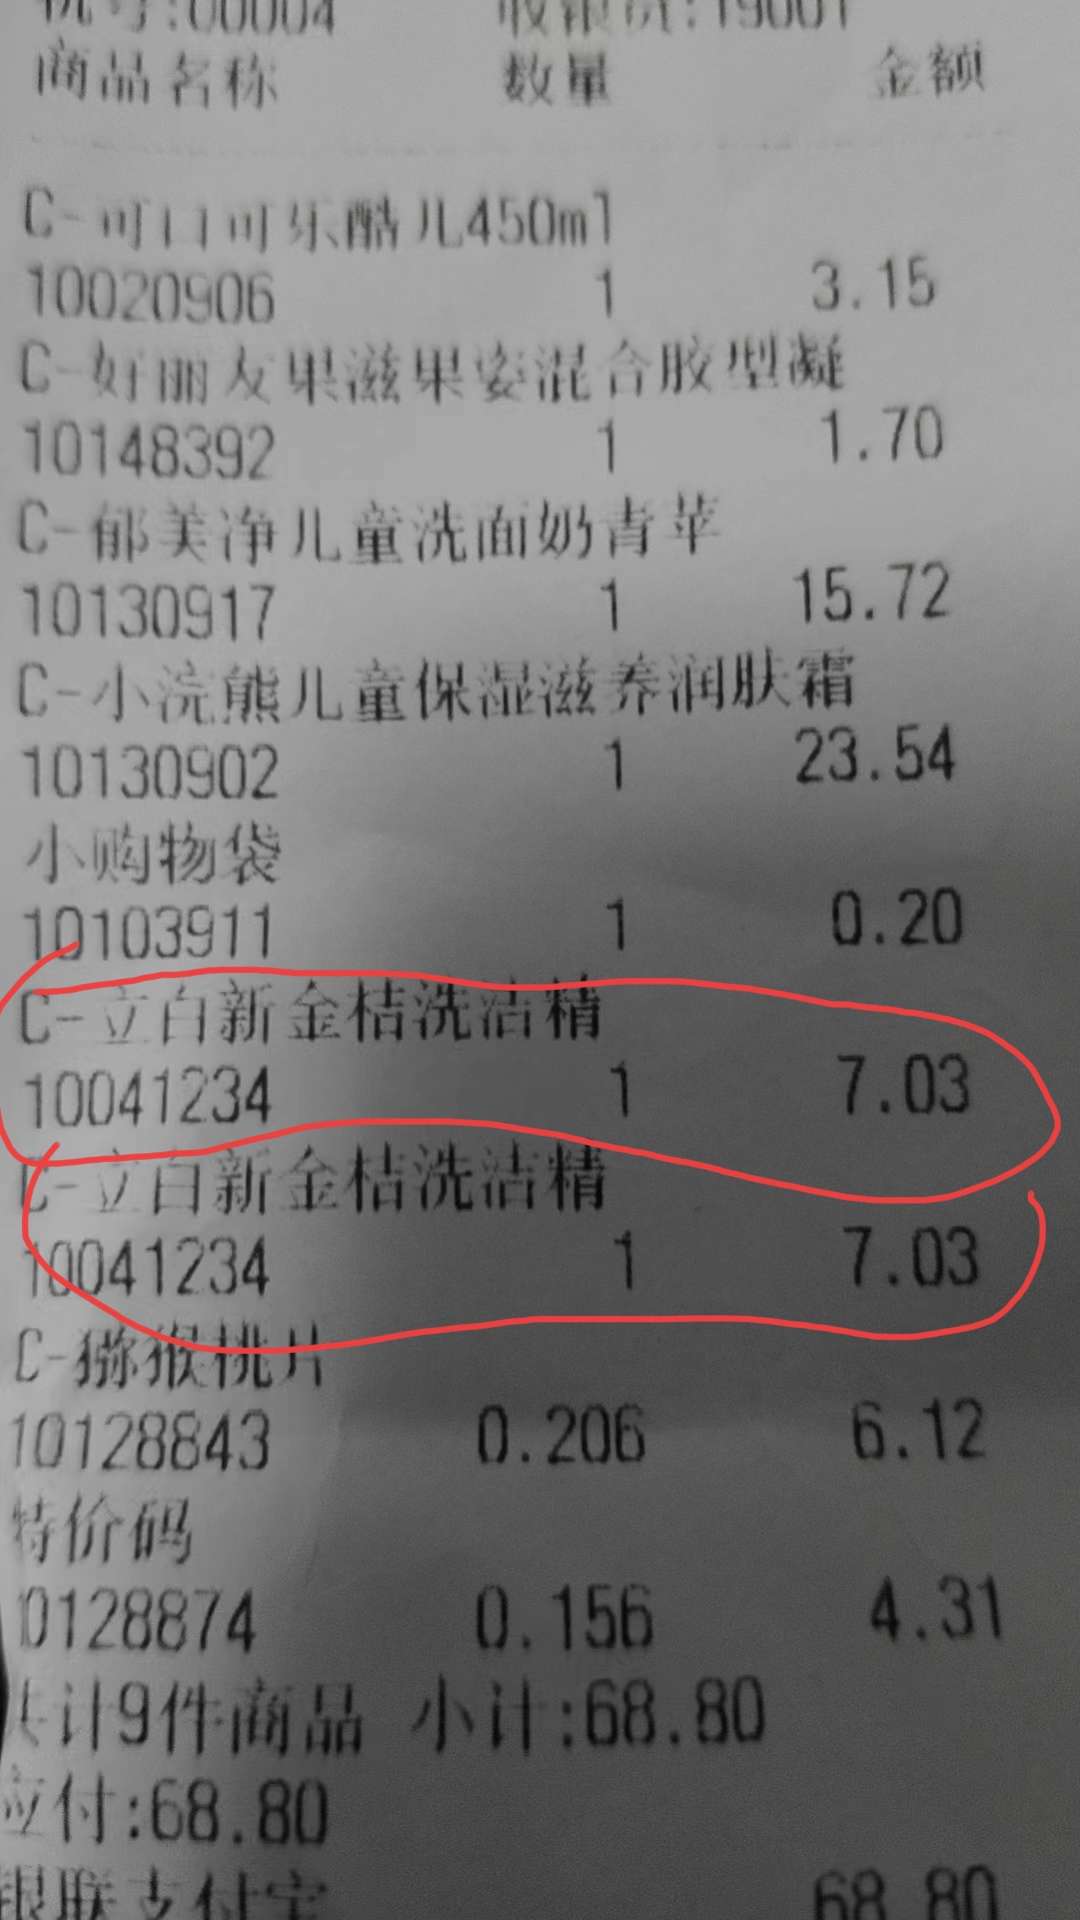 机号:00004 收银员:19001
商品名称 数量 金额
C-可口可乐酷儿450ml
10020906 1 3.15
C-好丽友果滋果姿混合胶型凝
10148392 1 1.70
C-郁美净儿童洗面奶青苹
10130917 1 15.72
C-小浣熊儿童保湿滋养润肤霜
10130902 1 23.54
小购物袋
10103911 1 0.20
C-立白新金桔洗洁精
10041234 1 7.03
C-立白新金桔洗洁精
10041234 1 7.03
C-猕猴桃片
10128843 0.206 6.12
特价码
0128874 0.156 4.31
共计9件商品 小计:68.80
应付:68.80
银联支付宝 68.80